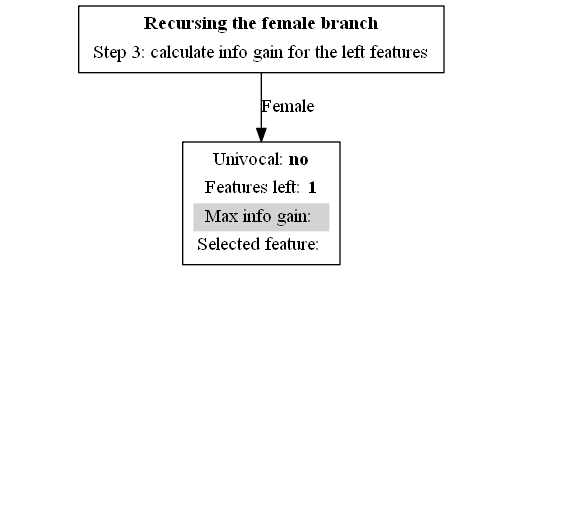 Recursing the female branch
Step 3: calculate info gain for the left features
Female
Univocal: no
Features left: 1
Max info gain:
Selected feature: